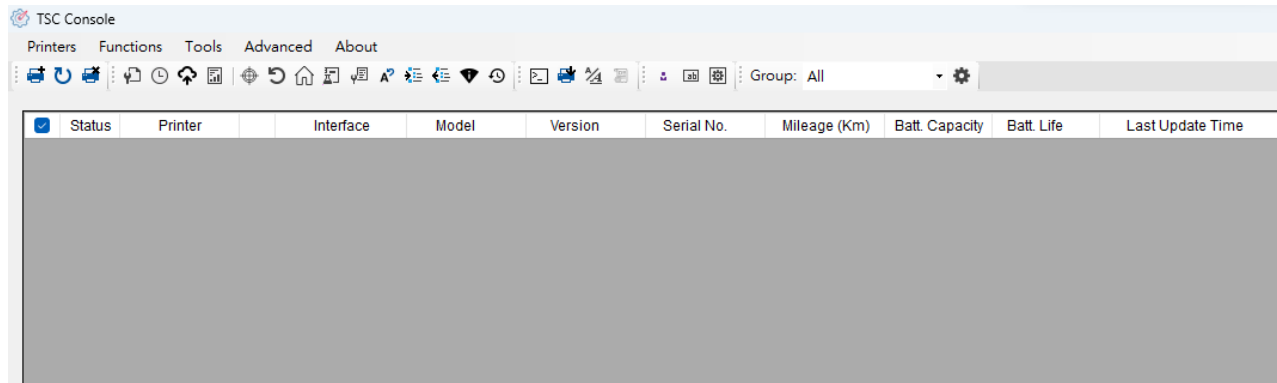 TSC Console
Printers Functions Tools Advanced About
Group: All
Status Printer Interface Model Version Serial No. Mileage (Km) Batt. Capacity Batt. Life Last Update Time